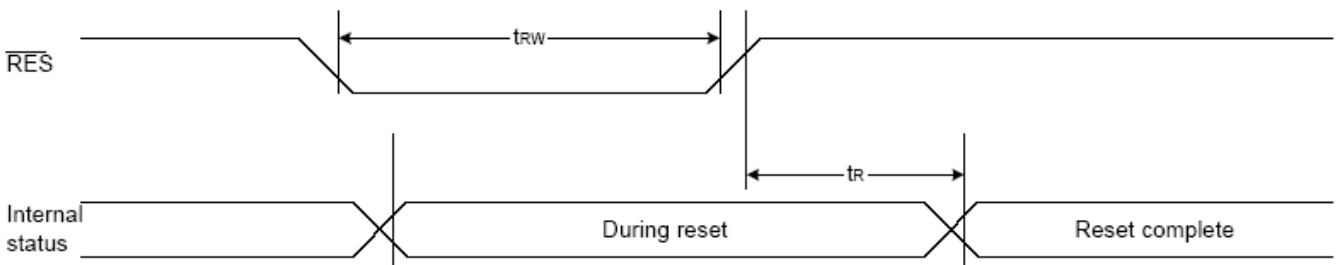 tRW
RES
tR
Internal
status
During reset
Reset complete